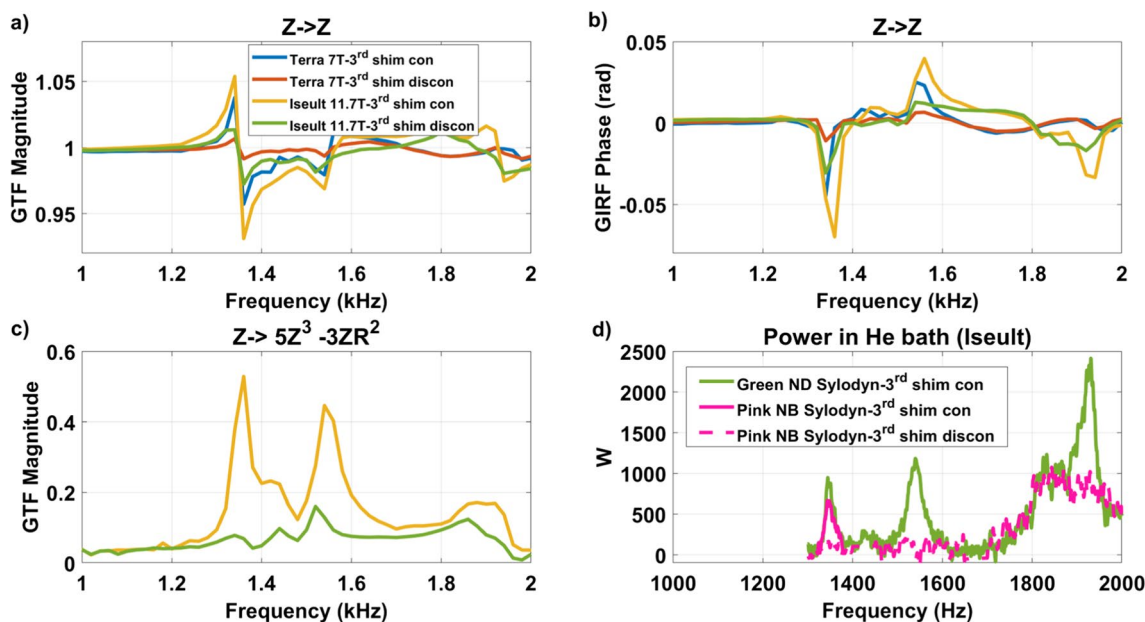 a)
Z->Z
GTF Magnitude
1.05
1
0.95
Terra 7T-3rd shim con
Terra 7T-3rd shim discon
Iseult 11.7T-3rd shim con
Iseult 11.7T-3rd shim discon
1 1.2 1.4 1.6 1.8 2
Frequency (kHz)
b)
Z->Z
GIRF Phase (rad)
0.05
0
-0.05
1 1.2 1.4 1.6 1.8 2
Frequency (kHz)
c)
Z-> 5Z3 -3ZR2
GTF Magnitude
0.6
0.4
0.2
0
1 1.2 1.4 1.6 1.8 2
Frequency (kHz)
d)
Power in He bath (Iseult)
W
2500
2000
1500
1000
500
0
Green ND Sylodyn-3rd shim con
Pink NB Sylodyn-3rd shim con
Pink NB Sylodyn-3rd shim discon
1000 1200 1400 1600 1800 2000
Frequency (Hz)